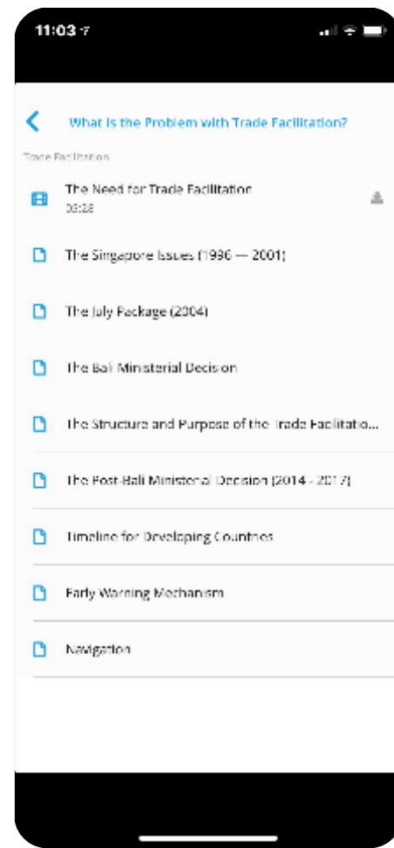 11:03
What is the Problem with Trade Facilitation?
Trade Facilitation
The Need for Trade Facilitation
03:28
The Singapore Issues (1996 — 2001)
The July Package (2004)
The Bali Ministerial Decision
The Structure and Purpose of the Trade Facilitatio...
The Post-Bali Ministerial Decision (2014 - 2017)
Timeline for Developing Countries
Early Warning Mechanism
Navigation